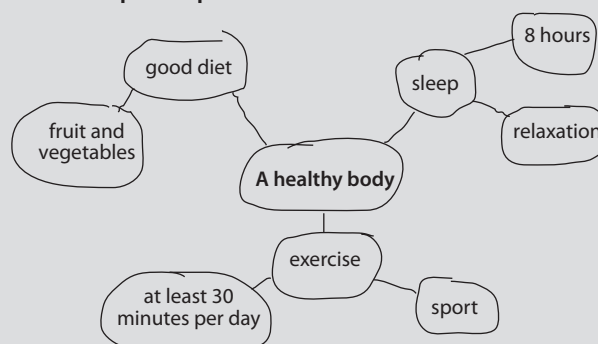 8 hours
good diet
sleep
fruit and
vegetables
relaxation
A healthy body
exercise
at least 30
minutes per day
sport